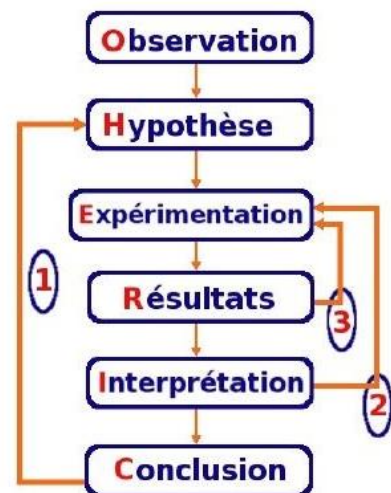 Observation
Hypothèse
Expérimentation
1
Résultats
3
Interprétation
2
Conclusion